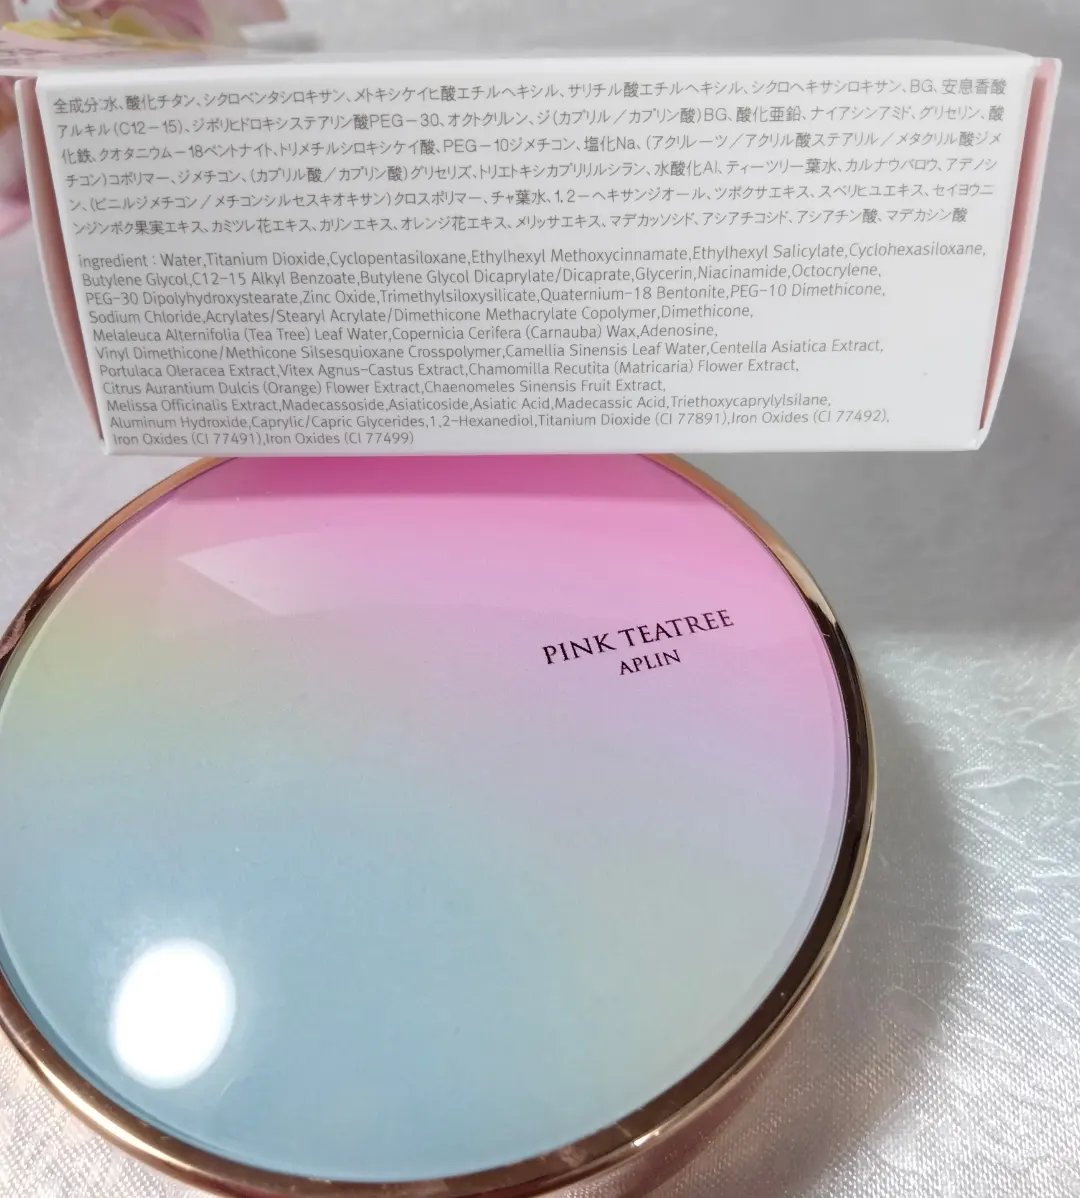 全成分:水、酸化チタン、シクロペンタシロキサン、メトキシケイヒ酸エチルヘキシル、サリチル酸エチルヘキシル、シクロヘキサシロキサン、BG、安息香酸
アルキル(C12-15)、ジポリヒドロキシステアリン酸PEG-30、オクトクリレン、ジ(カプリル/カプリン酸)BG、酸化亜鉛、ナイアシンアミド、グリセリン、酸
化鉄、クオタニウム-18ベントナイト、トリメチルシロキシケイ酸、PEG-10ジメチコン、塩化Na、(アクリルーツ/アクリル酸ステアリル/メタクリル酸ジメ
チコン)コポリマー、ジメチコン、(カプリル酸/カプリン酸)グリセリズ、トリエトキシカプリリルシラン、水酸化Al、ティーツリー葉水、カルナウバロウ、アデノシ
ン、(ビニルジメチコン/メチコンシルセスキオキサン)クロスポリマー、チャ葉水、1,2-ヘキサンジオール、ツボクサエキス、スベリヒユエキス、セイヨウニ
ンジンボク果実エキス、カミツレ花エキス、カリンエキス、オレンジ花エキス、メリッサエキス、マデカッソシド、アシアチコシド、アシアチン酸、マデカシン酸
ingredient : Water,Titanium Dioxide,Cyclopentasiloxane,Ethylhexyl Methoxycinnamate,Ethylhexyl Salicylate,Cyclohexasiloxane,
Butylene Glycol,C12-15 Alkyl Benzoate,Butylene Glycol Dicaprylate/Dicaprate,Glycerin,Niacinamide,Octocrylene,
PEG-30 Dipolyhydroxystearate,Zinc Oxide,Trimethylsiloxysilicate,Quaternium-18 Bentonite,PEG-10 Dimethicone,
Sodium Chloride,Acrylates/Stearyl Acrylate/Dimethicone Methacrylate Copolymer,Dimethicone,
Melaleuca Alternifolia (Tea Tree) Leaf Water,Copernicia Cerifera (Carnauba) Wax,Adenosine,
Vinyl Dimethicone/Methicone Silsesquioxane Crosspolymer,Camellia Sinensis Leaf Water,Centella Asiatica Extract,
Portulaca Oleracea Extract,Vitex Agnus-Castus Extract,Chamomilla Recutita (Matricaria) Flower Extract,
Citrus Aurantium Dulcis (Orange) Flower Extract,Chaenomeles Sinensis Fruit Extract,
Melissa Officinalis Extract,Madecassoside,Asiaticoside,Asiatic Acid,Madecassic Acid,Triethoxycaprylylsilane,
Aluminum Hydroxide,Caprylic/Capric Glycerides,1,2-Hexanediol,Titanium Dioxide (CI 77891),Iron Oxides (CI 77492),
Iron Oxides (CI 77491),Iron Oxides (CI 77499)
PINK TEATREE
APLIN